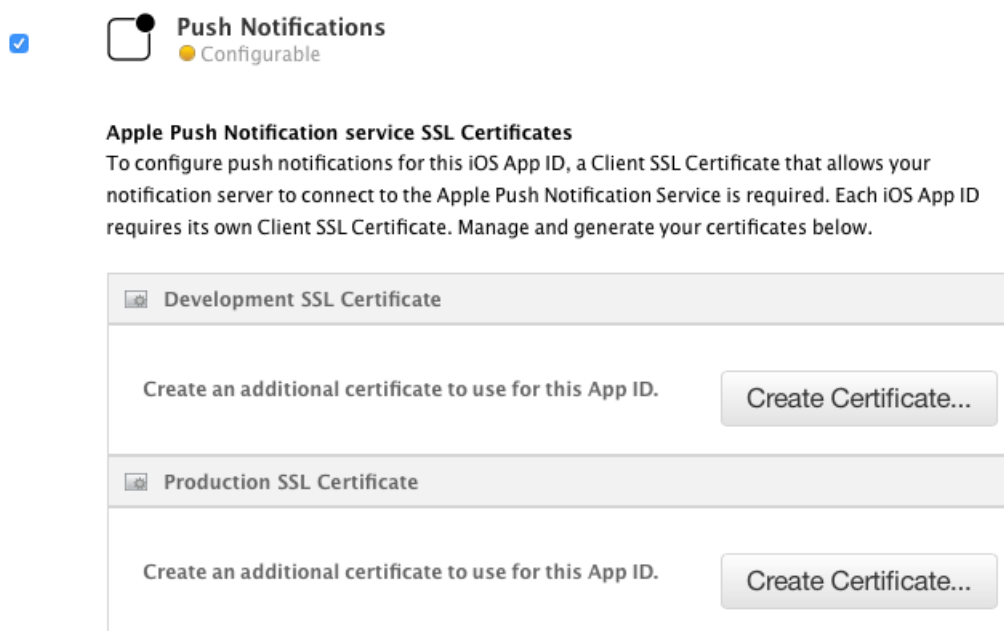 Push Notifications
Configurable
Apple Push Notification service SSL Certificates
To configure push notifications for this iOS App ID, a Client SSL Certificate that allows your
notification server to connect to the Apple Push Notification Service is required. Each iOS App ID
requires its own Client SSL Certificate. Manage and generate your certificates below.
Development SSL Certificate
Create an additional certificate to use for this App ID.
Create Certificate...
Production SSL Certificate
Create an additional certificate to use for this App ID.
Create Certificate...